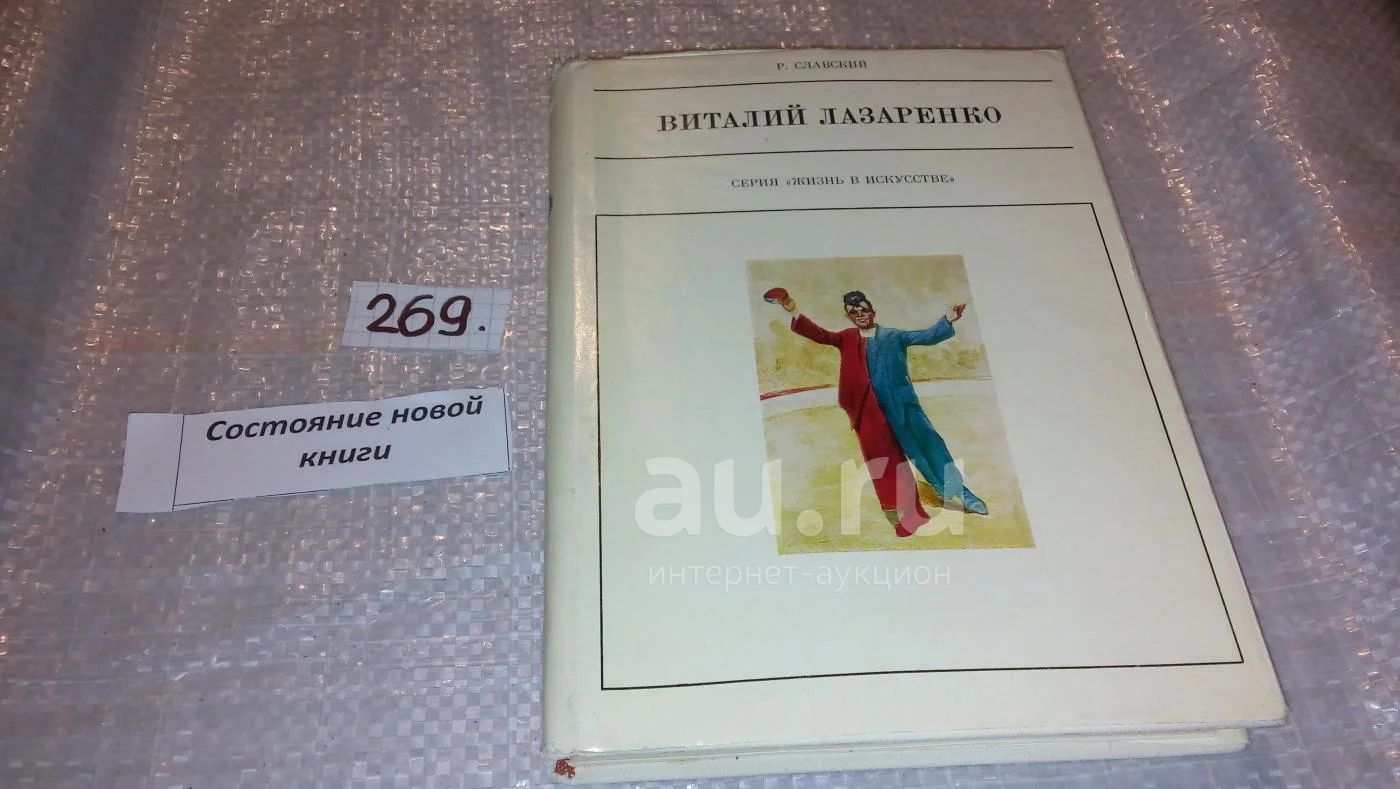 Р. СЛАВСКИЙ
ВИТАЛИЙ ЛАЗАРЕНКО
СЕРИЯ «ЖИЗНЬ В ИСКУССТВЕ»
269.
Состояние новой
книги
au.ru
интернет-аукцион